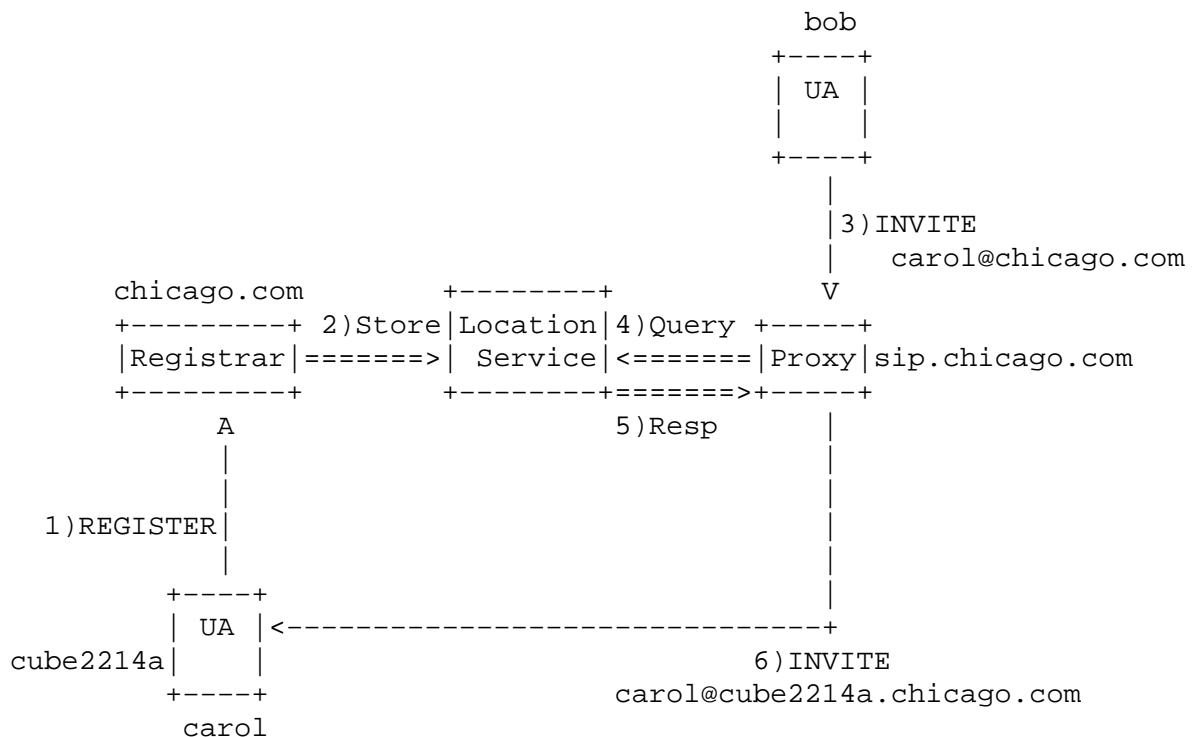 bob
+----+
| UA |
|    |
+----+
|
|3)INVITE
| carol@chicago.com
chicago.com +--------+ V
+---------+ 2)Store|Location|4)Query +-----+
|Registrar|=======>| Service|<=======|Proxy|sip.chicago.com
+---------+ +--------+=======>+-----+
A 5)Resp |
| |
| |
1)REGISTER| |
| |
+----+ |
| UA |<-------------------------------+
cube2214a| | 6)INVITE
+----+ carol@cube2214a.chicago.com
carol